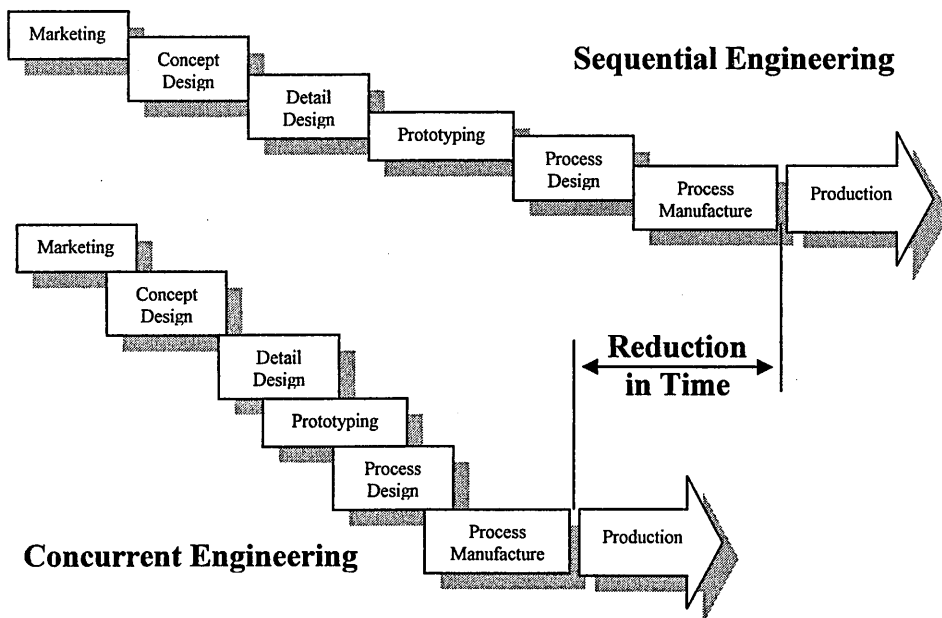 Marketing
Concept
Design
Sequential Engineering
Detail
Design
Prototyping
Process
Design
Process
Manufacture
Production
Marketing
Concept
Design
Detail
Design
Reduction
in Time
Prototyping
Process
Design
Process
Manufacture
Production
Concurrent Engineering